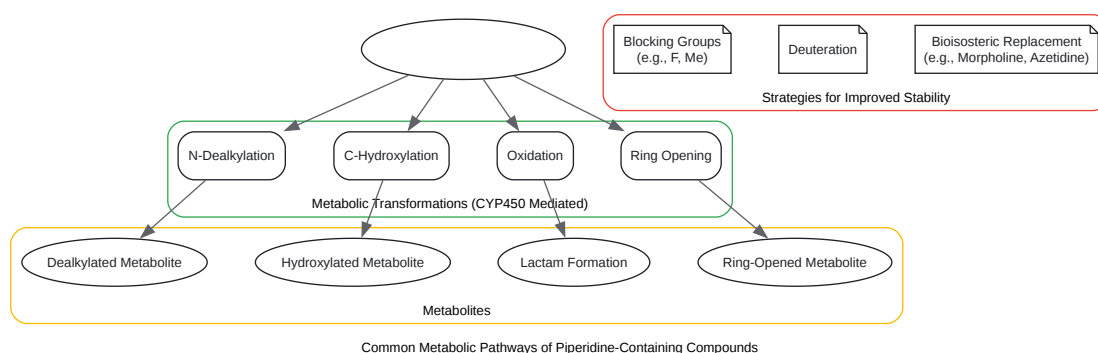 Blocking Groups
(e.g., F, Me)
Deuteration
Bioisosteric Replacement
(e.g., Morpholine, Azetidine)
Strategies for Improved Stability
N-Dealkylation
C-Hydroxylation
Oxidation
Ring Opening
Metabolic Transformations (CYP450 Mediated)
Dealkylated Metabolite
Hydroxylated Metabolite
Lactam Formation
Ring-Opened Metabolite
Metabolites
Common Metabolic Pathways of Piperidine-Containing Compounds